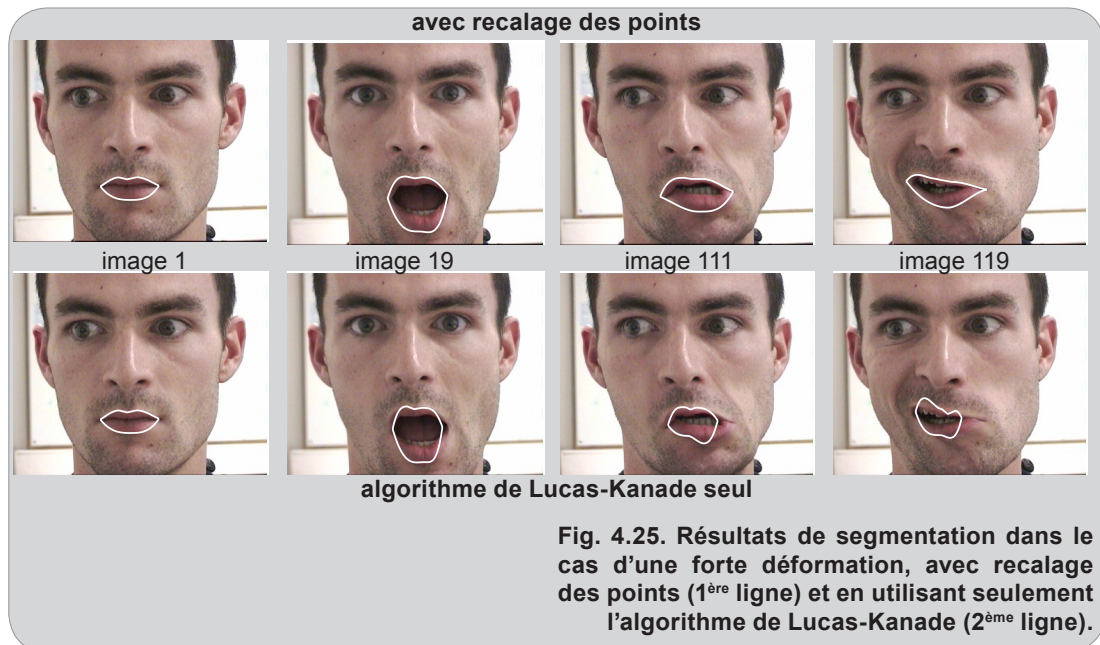 avec recalage des points
image 1 image 19 image 111 image 119
algorithme de Lucas-Kanade seul
Fig. 4.25. Résultats de segmentation dans le
cas d’une forte déformation, avec recalage
des points (1ère ligne) et en utilisant seulement
l’algorithme de Lucas-Kanade (2ème ligne).